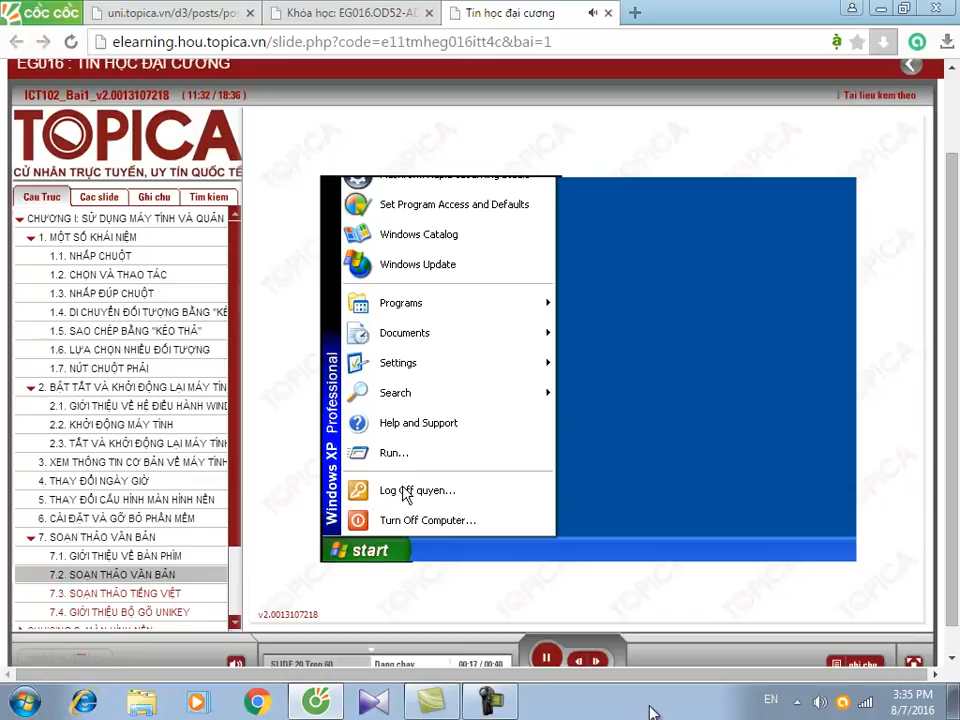 cốc cốc
uni.topica.vn/d3/posts/pos
Khóa học: EG016.OD52-AD
Tin học đại cương
elearning.hou.topica.vn/slide.php?code=e11tmheg016itt4c&bai=1
EG016 : TIN HỌC ĐẠI CƯƠNG
ICT102_Bai1_v2.0013107218 ( 11:32 / 18:36 )
Tai lieu kem theo
TOPICA
CỬ NHÂN TRỰC TUYẾN, UY TÍN QUỐC TẾ
Cau Truc
Cac slide
Ghi chu
Tim kiem
CHƯƠNG I: SỬ DỤNG MÁY TÍNH VÀ QUẢN
1. MỘT SỐ KHÁI NIỆM
1.1. NHẤP CHUỘT
1.2. CHỌN VÀ THAO TÁC
1.3. NHẤP ĐÚP CHUỘT
1.4. DI CHUYỂN ĐỐI TƯỢNG BẰNG "KÉ
1.5. SAO CHÉP BẰNG "KÉO THẢ"
1.6. LỰA CHỌN NHIỀU ĐỐI TƯỢNG
1.7. NÚT CHUỘT PHẢI
2. BẬT TẮT VÀ KHỞI ĐỘNG LẠI MÁY TÍN
2.1. GIỚI THIỆU VỀ HỆ ĐIỀU HÀNH WIN
2.2. KHỞI ĐỘNG MÁY TÍNH
2.3. TẮT VÀ KHỞI ĐỘNG LẠI MÁY TÍNH
3. XEM THÔNG TIN CƠ BẢN VỀ MÁY TÍNH
4. THAY ĐỔI NGÀY GIỜ
5. THAY ĐỔI CẤU HÌNH MÀN HÌNH NỀN
6. CÀI ĐẶT VÀ GỠ BỎ PHẦN MỀM
7. SOẠN THẢO VĂN BẢN
7.1. GIỚI THIỆU VỀ BÀN PHÍM
7.2. SOẠN THẢO VĂN BẢN
7.3. SOẠN THẢO TIẾNG VIỆT
7.4. GIỚI THIỆU BỘ GÕ UNIKEY
Set Program Access and Defaults
Windows Catalog
Windows Update
Programs
Documents
Settings
Search
Help and Support
Run...
Log Off quyen...
Turn Off Computer...
Windows XP Professional
start
v2.0013107218
SLIDE 20 Tron 60
Dang chay
00:17 / 00:40
ghi chu
EN
3:35 PM
8/7/2016